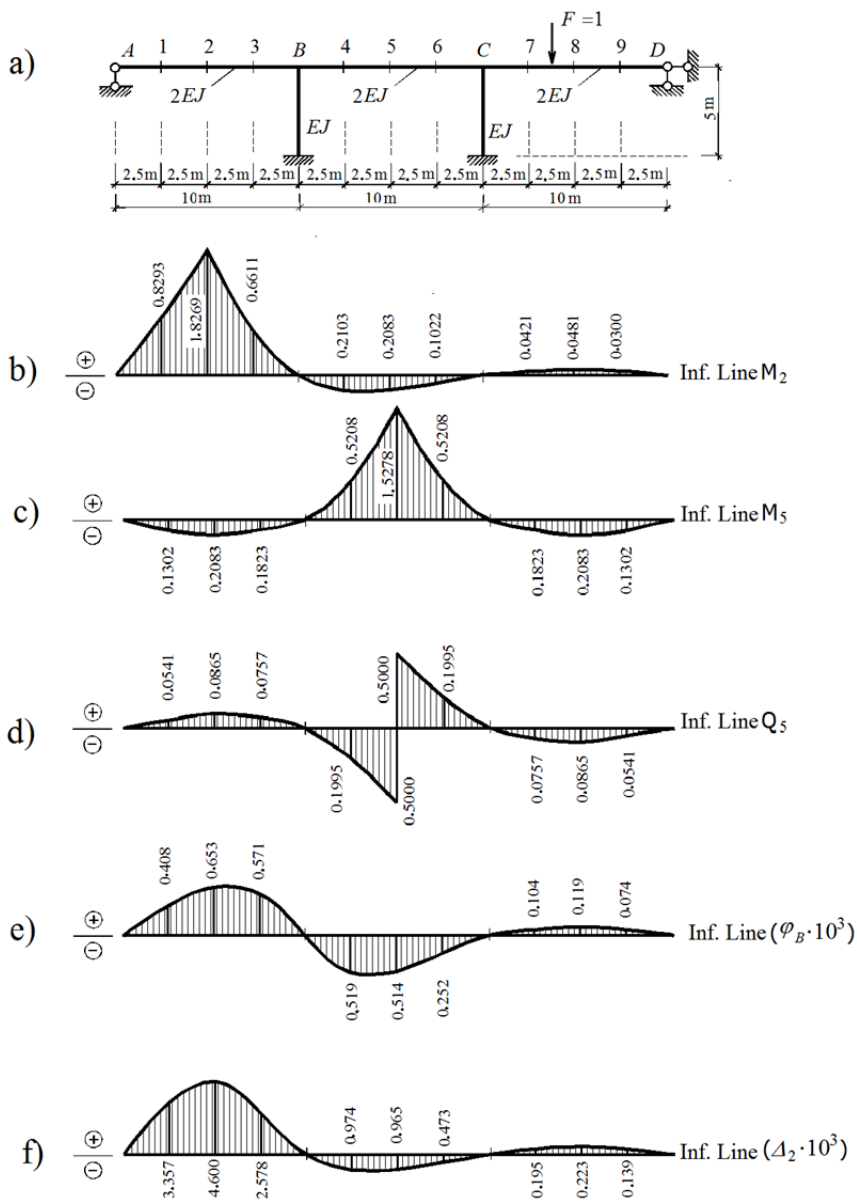 a)
F =1
A 1 2 3 B 4 5 6 C 7 8 9 D
2EJ 2EJ 2EJ
EJ EJ
5 m
2.5m 2.5m 2.5m 2.5m 2.5m 2.5m 2.5m 2.5m 2.5m 2.5m 2.5m 2.5m
10m 10m 10m
b)
+
−
0.8293 1.8269 0.6611 0.2103 0.2083 0.1022 0.0421 0.0481 0.0300
Inf. Line M₂
c)
+
−
0.5208 1.5278 0.5208
0.1302 0.2083 0.1823 0.1823 0.2083 0.1302
Inf. Line M₅
d)
+
−
0.0541 0.0865 0.0757 0.5000 0.1995
0.1995 0.5000 0.0757 0.0865 0.0541
Inf. Line Q₅
e)
+
−
0.408 0.653 0.571 0.104 0.119 0.074
0.519 0.514 0.252
Inf. Line (φ_B·10³)
f)
+
−
0.974 0.965 0.473
3.357 4.600 2.578 0.195 0.223 0.139
Inf. Line (Δ₂·10³)